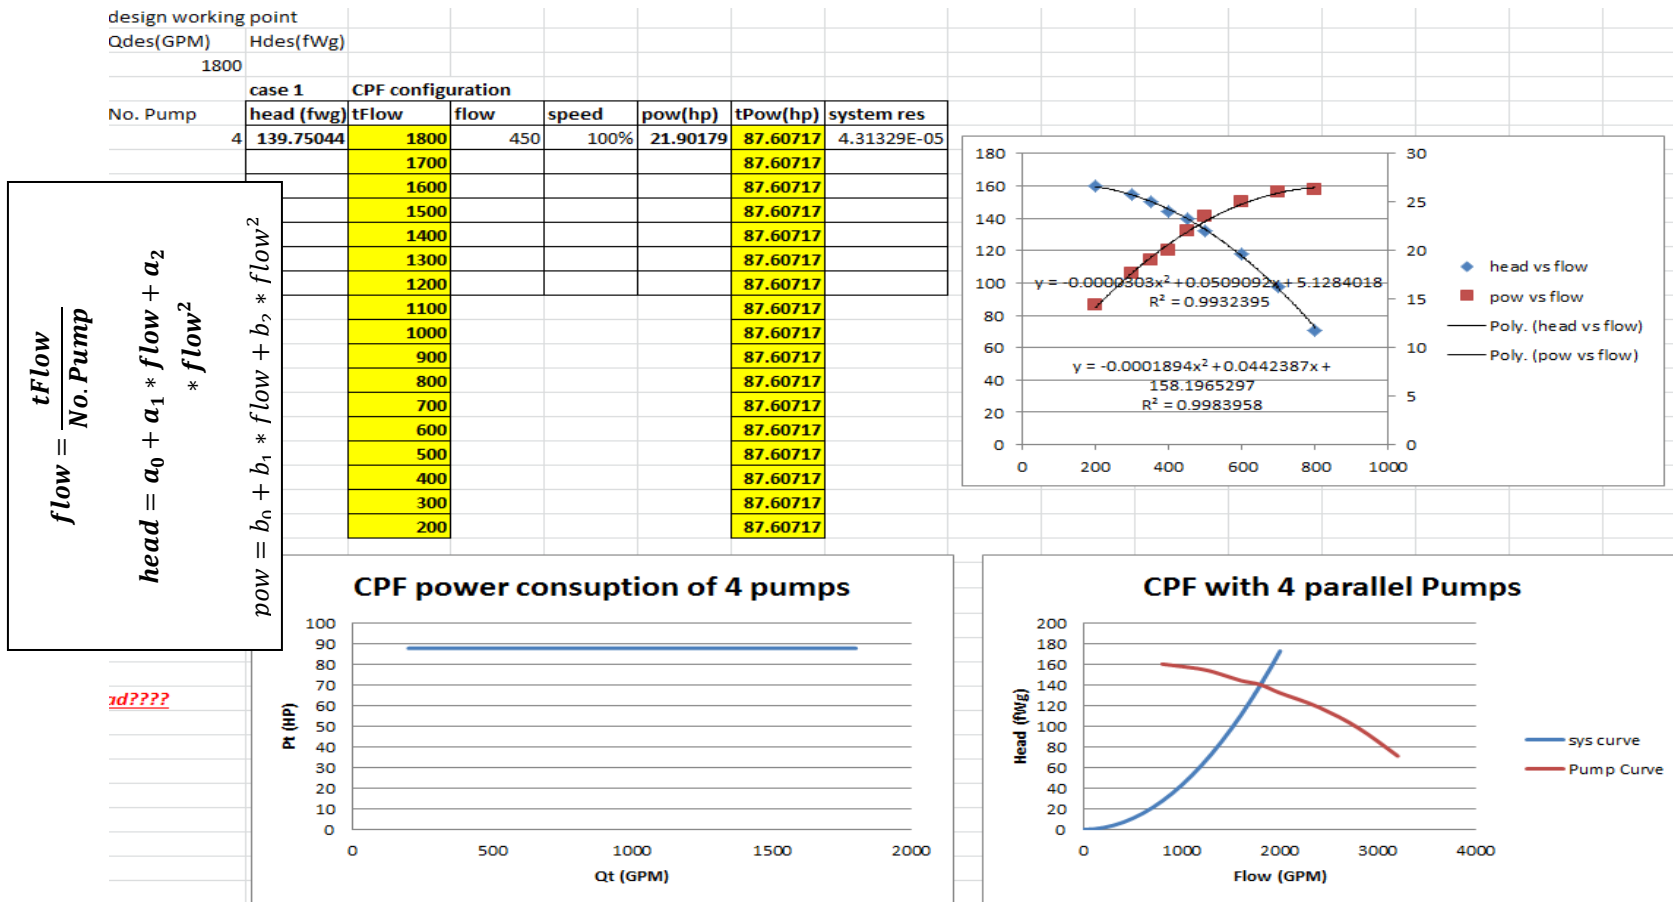 design working point
Qdes(GPM) Hdes(fWg)
1800
case 1 CPF configuration
No. Pump head (fwg) tFlow flow speed pow(hp) tPow(hp) system res
4 139.75044 1800 450 100% 21.90179 87.60717 4.31329E-05
1700 87.60717
1600 87.60717
1500 87.60717
1400 87.60717
1300 87.60717
1200 87.60717
1100 87.60717
1000 87.60717
900 87.60717
800 87.60717
700 87.60717
600 87.60717
500 87.60717
400 87.60717
300 87.60717
200 87.60717
flow = tFlow / No.Pump
head = a₀ + a₁ * flow + a₂
* flow²
pow = b₀ + b₁ * flow + b₂ * flow²
ad????
180 30
160 25
140
120 20
100 15
80
60 10
40 5
20
0 0
0 200 400 600 800 1000
y = -0.0000303x² + 0.0509092x + 5.1284018
R² = 0.9932395
y = -0.0001894x² + 0.0442387x +
158.1965297
R² = 0.9983958
head vs flow
pow vs flow
Poly. (head vs flow)
Poly. (pow vs flow)
CPF power consuption of 4 pumps
Pt (HP)
100
90
80
70
60
50
40
30
20
10
0
0 500 1000 1500 2000
Qt (GPM)
CPF with 4 parallel Pumps
Head (fWg)
200
180
160
140
120
100
80
60
40
20
0
0 1000 2000 3000 4000
Flow (GPM)
sys curve
Pump Curve